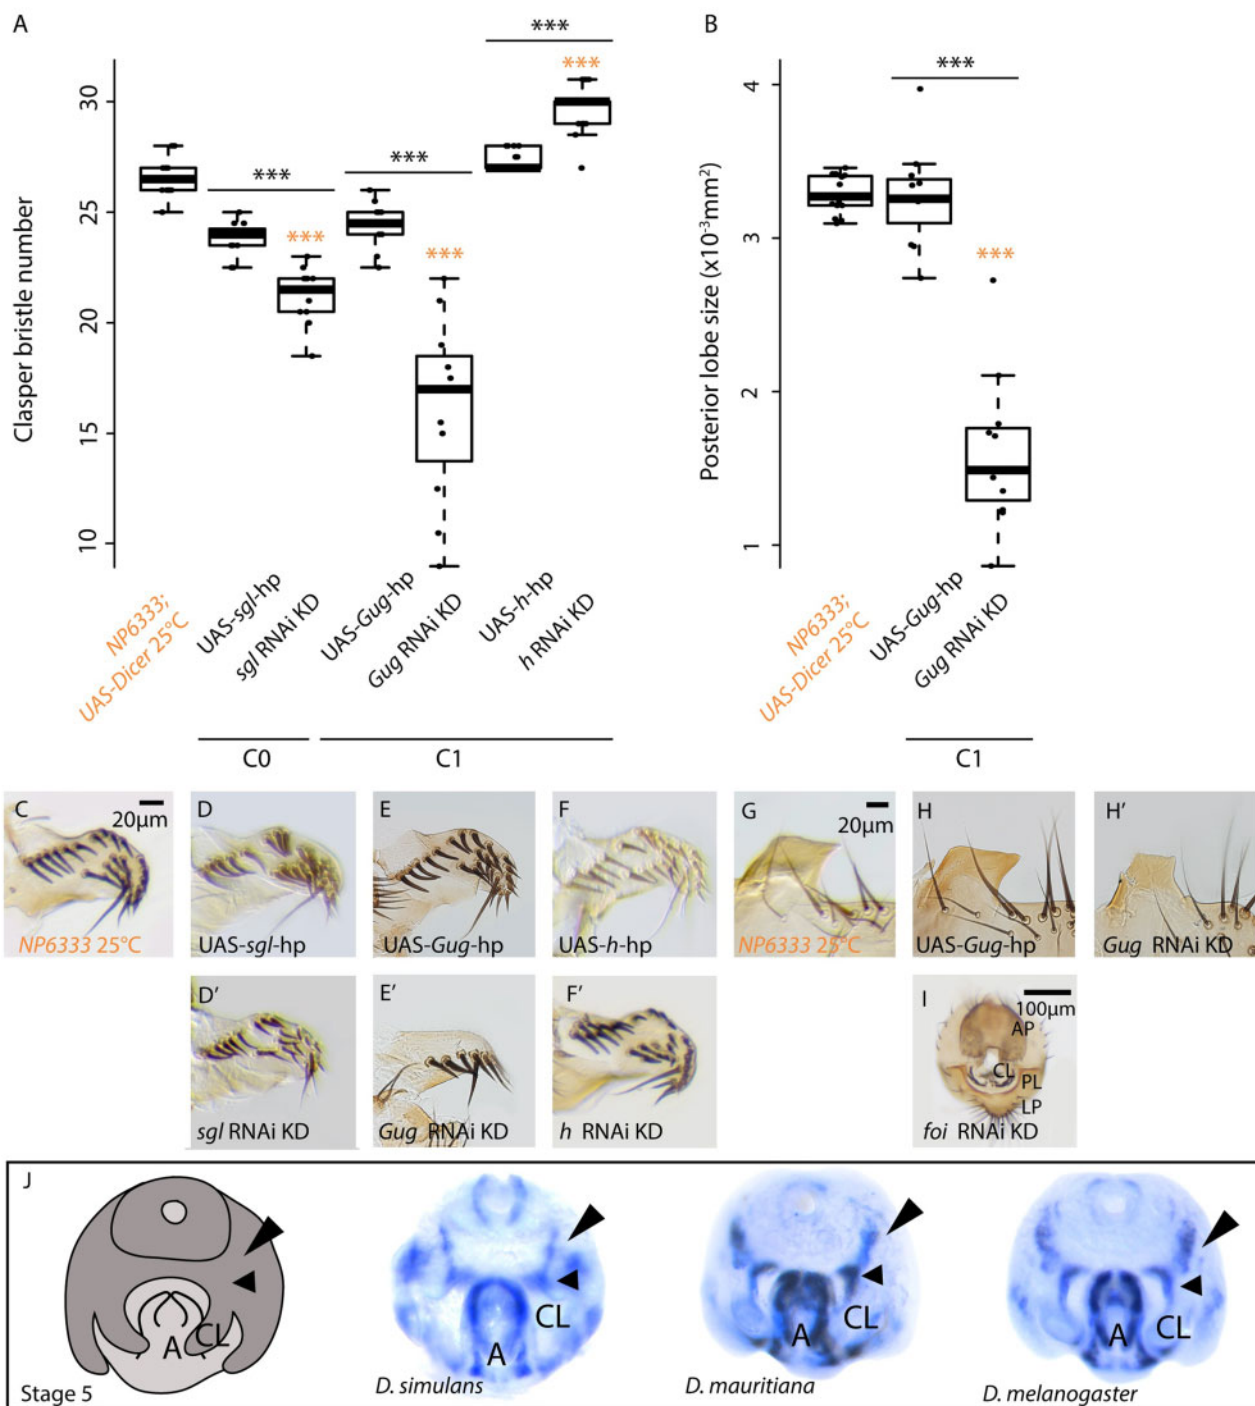 A
Clasper bristle number
30
25
20
15
10
***
***
***
***
***
***
NP6333;
UAS-Dicer 25°C
UAS-sgl-hp
sgl RNAi KD
UAS-Gug-hp
Gug RNAi KD
UAS-h-hp
h RNAi KD
C0
C1
B
Posterior lobe size (x10-3mm2)
4
3
2
1
***
***
NP6333;
UAS-Dicer 25°C
UAS-Gug-hp
Gug RNAi KD
C1
C
20µm
NP6333 25°C
D
UAS-sgl-hp
E
UAS-Gug-hp
F
UAS-h-hp
G
20µm
NP6333 25°C
H
UAS-Gug-hp
H'
Gug RNAi KD
D'
sgl RNAi KD
E'
Gug RNAi KD
F'
h RNAi KD
I
100µm
AP
CL
PL
LP
foi RNAi KD
J
A
CL
Stage 5
CL
A
D. simulans
CL
A
D. mauritiana
CL
A
D. melanogaster